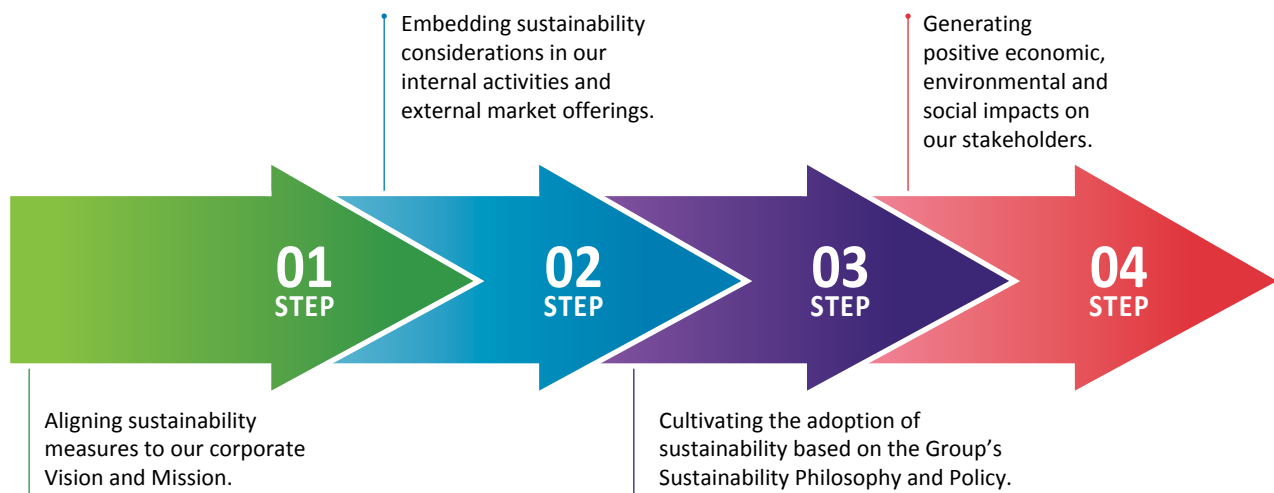 01
STEP
Aligning sustainability
measures to our corporate
Vision and Mission.
Embedding sustainability
considerations in our
internal activities and
external market offerings.
02
STEP
03
STEP
Cultivating the adoption of
sustainability based on the Group's
Sustainability Philosophy and Policy.
Generating
positive economic,
environmental and
social impacts on
our stakeholders.
04
STEP